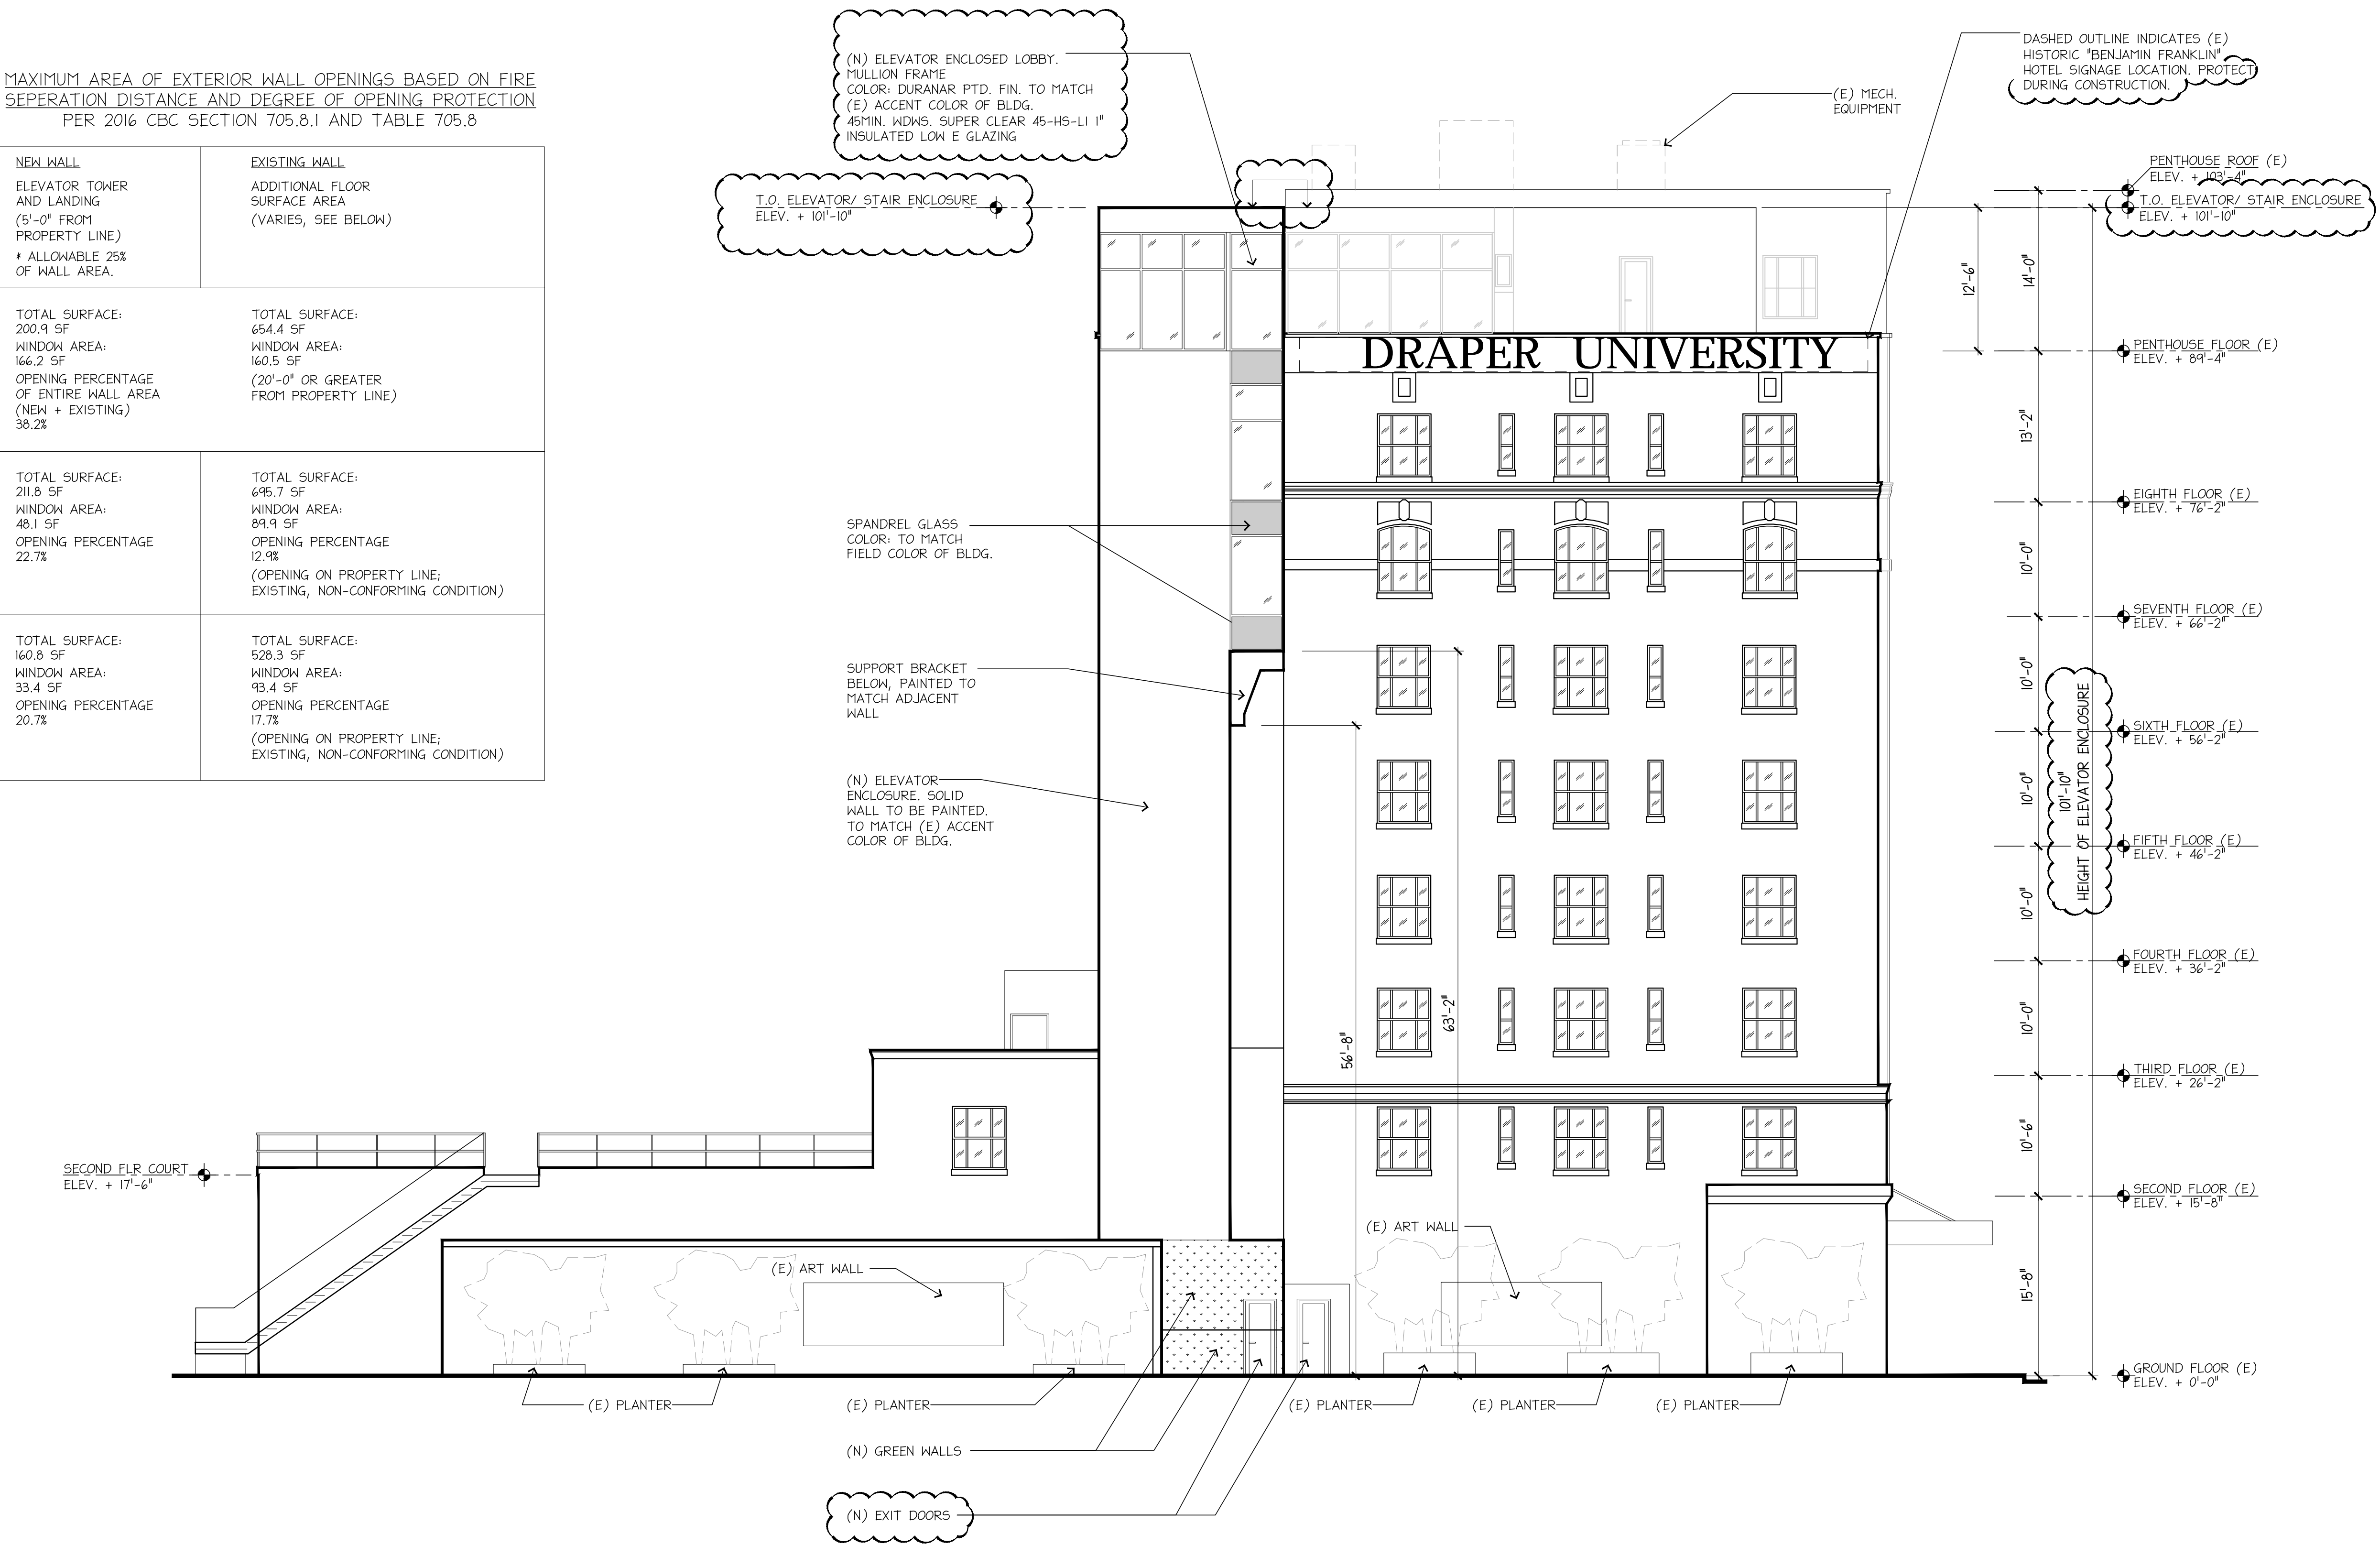 MAXIMUM AREA OF EXTERIOR WALL OPENINGS BASED ON FIRE
SEPERATION DISTANCE AND DEGREE OF OPENING PROTECTION
PER 2016 CBC SECTION 705.8.1 AND TABLE 705.8
NEW WALL
ELEVATOR TOWER
AND LANDING
(5'-0" FROM
PROPERTY LINE)
* ALLOWABLE 25%
OF WALL AREA.
EXISTING WALL
ADDITIONAL FLOOR
SURFACE AREA
(VARIES, SEE BELOW)
TOTAL SURFACE:
200.9 SF
WINDOW AREA:
166.2 SF
OPENING PERCENTAGE
OF ENTIRE WALL AREA
(NEW + EXISTING)
38.2%
TOTAL SURFACE:
654.4 SF
WINDOW AREA:
160.5 SF
(20'-0" OR GREATER
FROM PROPERTY LINE)
TOTAL SURFACE:
211.8 SF
WINDOW AREA:
48.1 SF
OPENING PERCENTAGE
22.7%
TOTAL SURFACE:
695.7 SF
WINDOW AREA:
89.9 SF
OPENING PERCENTAGE
12.9%
(OPENING ON PROPERTY LINE;
EXISTING, NON-CONFORMING CONDITION)
TOTAL SURFACE:
160.8 SF
WINDOW AREA:
33.4 SF
OPENING PERCENTAGE
20.7%
TOTAL SURFACE:
528.3 SF
WINDOW AREA:
93.4 SF
OPENING PERCENTAGE
17.7%
(OPENING ON PROPERTY LINE;
EXISTING, NON-CONFORMING CONDITION)
(N) ELEVATOR ENCLOSED LOBBY.
MULLION FRAME
COLOR: DURANAR PTD. FIN. TO MATCH
(E) ACCENT COLOR OF BLDG.
45MIN. WDWS. SUPER CLEAR 45-HS-LI 1"
INSULATED LOW E GLAZING
T.O. ELEVATOR/ STAIR ENCLOSURE
ELEV. + 101'-10"
(E) MECH.
EQUIPMENT
DASHED OUTLINE INDICATES (E)
HISTORIC "BENJAMIN FRANKLIN"
HOTEL SIGNAGE LOCATION. PROTECT
DURING CONSTRUCTION.
DRAPER UNIVERSITY
SPANDREL GLASS
COLOR: TO MATCH
FIELD COLOR OF BLDG.
SUPPORT BRACKET
BELOW, PAINTED TO
MATCH ADJACENT
WALL
(N) ELEVATOR
ENCLOSURE. SOLID
WALL TO BE PAINTED.
TO MATCH (E) ACCENT
COLOR OF BLDG.
56'-8"
63'-2"
12'-6"
14'-0"
13'-2"
10'-0"
10'-0"
10'-0"
10'-0"
10'-0"
10'-6"
15'-8"
101'-10"
HEIGHT OF ELEVATOR ENCLOSURE
PENTHOUSE ROOF (E)
ELEV. + 103'-4"
T.O. ELEVATOR/ STAIR ENCLOSURE
ELEV. + 101'-10"
PENTHOUSE FLOOR (E)
ELEV. + 89'-4"
EIGHTH FLOOR (E)
ELEV. + 76'-2"
SEVENTH FLOOR (E)
ELEV. + 66'-2"
SIXTH FLOOR (E)
ELEV. + 56'-2"
FIFTH FLOOR (E)
ELEV. + 46'-2"
FOURTH FLOOR (E)
ELEV. + 36'-2"
THIRD FLOOR (E)
ELEV. + 26'-2"
SECOND FLOOR (E)
ELEV. + 15'-8"
GROUND FLOOR (E)
ELEV. + 0'-0"
SECOND FLR COURT
ELEV. + 17'-6"
(E) ART WALL
(E) ART WALL
(E) PLANTER
(E) PLANTER
(E) PLANTER
(E) PLANTER
(E) PLANTER
(N) GREEN WALLS
(N) EXIT DOORS